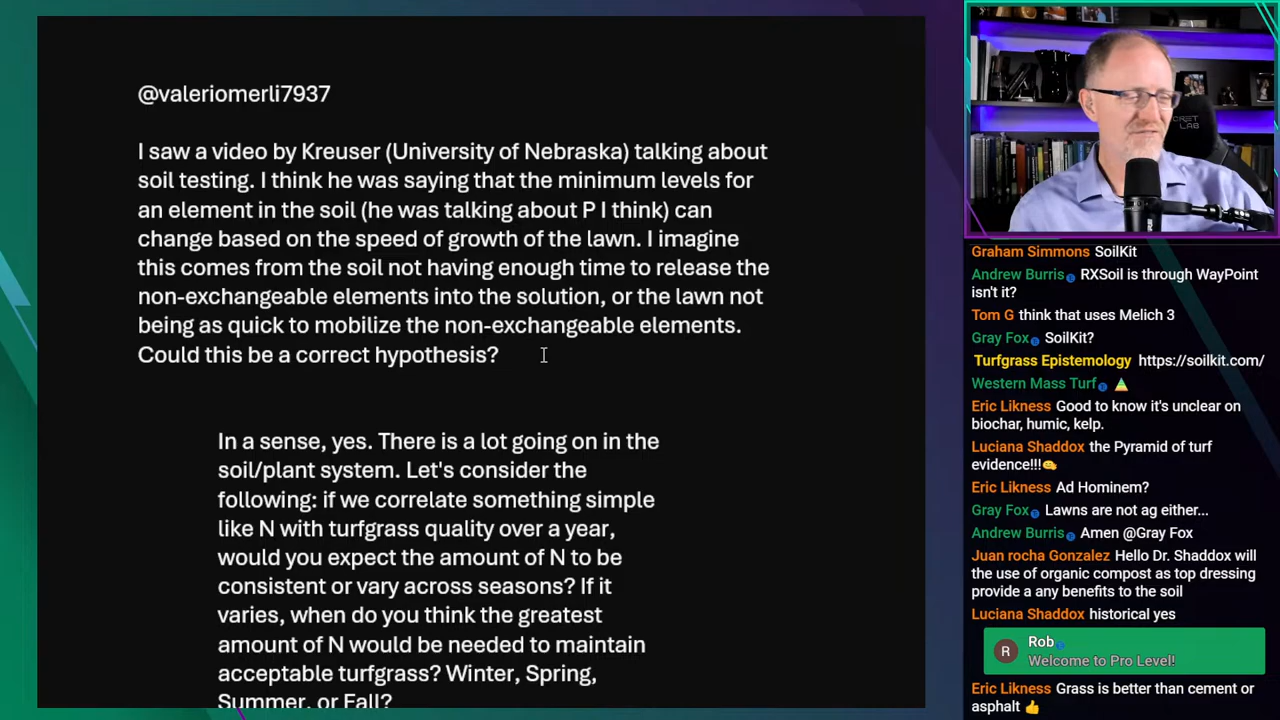 @valeriomerli7937
I saw a video by Kreuser (University of Nebraska) talking about
soil testing. I think he was saying that the minimum levels for
an element in the soil (he was talking about P I think) can
change based on the speed of growth of the lawn. I imagine
this comes from the soil not having enough time to release the
non-exchangeable elements into the solution, or the lawn not
being as quick to mobilize the non-exchangeable elements.
Could this be a correct hypothesis?
In a sense, yes. There is a lot going on in the
soil/plant system. Let's consider the
following: if we correlate something simple
like N with turfgrass quality over a year,
would you expect the amount of N to be
consistent or vary across seasons? If it
varies, when do you think the greatest
amount of N would be needed to maintain
acceptable turfgrass? Winter, Spring,
Summer, or Fall?
Graham Simmons SoilKit
Andrew Burris RXSoil is through WayPoint
isn't it?
Tom G think that uses Melich 3
Gray Fox SoilKit?
Turfgrass Epistemology https://soilkit.com/
Western Mass Turf
Eric Likness Good to know it's unclear on
biochar, humic, kelp.
Luciana Shaddox the Pyramid of turf
evidence!!!
Eric Likness Ad Hominem?
Gray Fox Lawns are not ag either...
Andrew Burris Amen @Gray Fox
Juan rocha Gonzalez Hello Dr. Shaddox will
the use of organic compost as top dressing
provide a any benefits to the soil
Luciana Shaddox historical yes
R
Rob
Welcome to Pro Level!
Eric Likness Grass is better than cement or
asphalt 👍